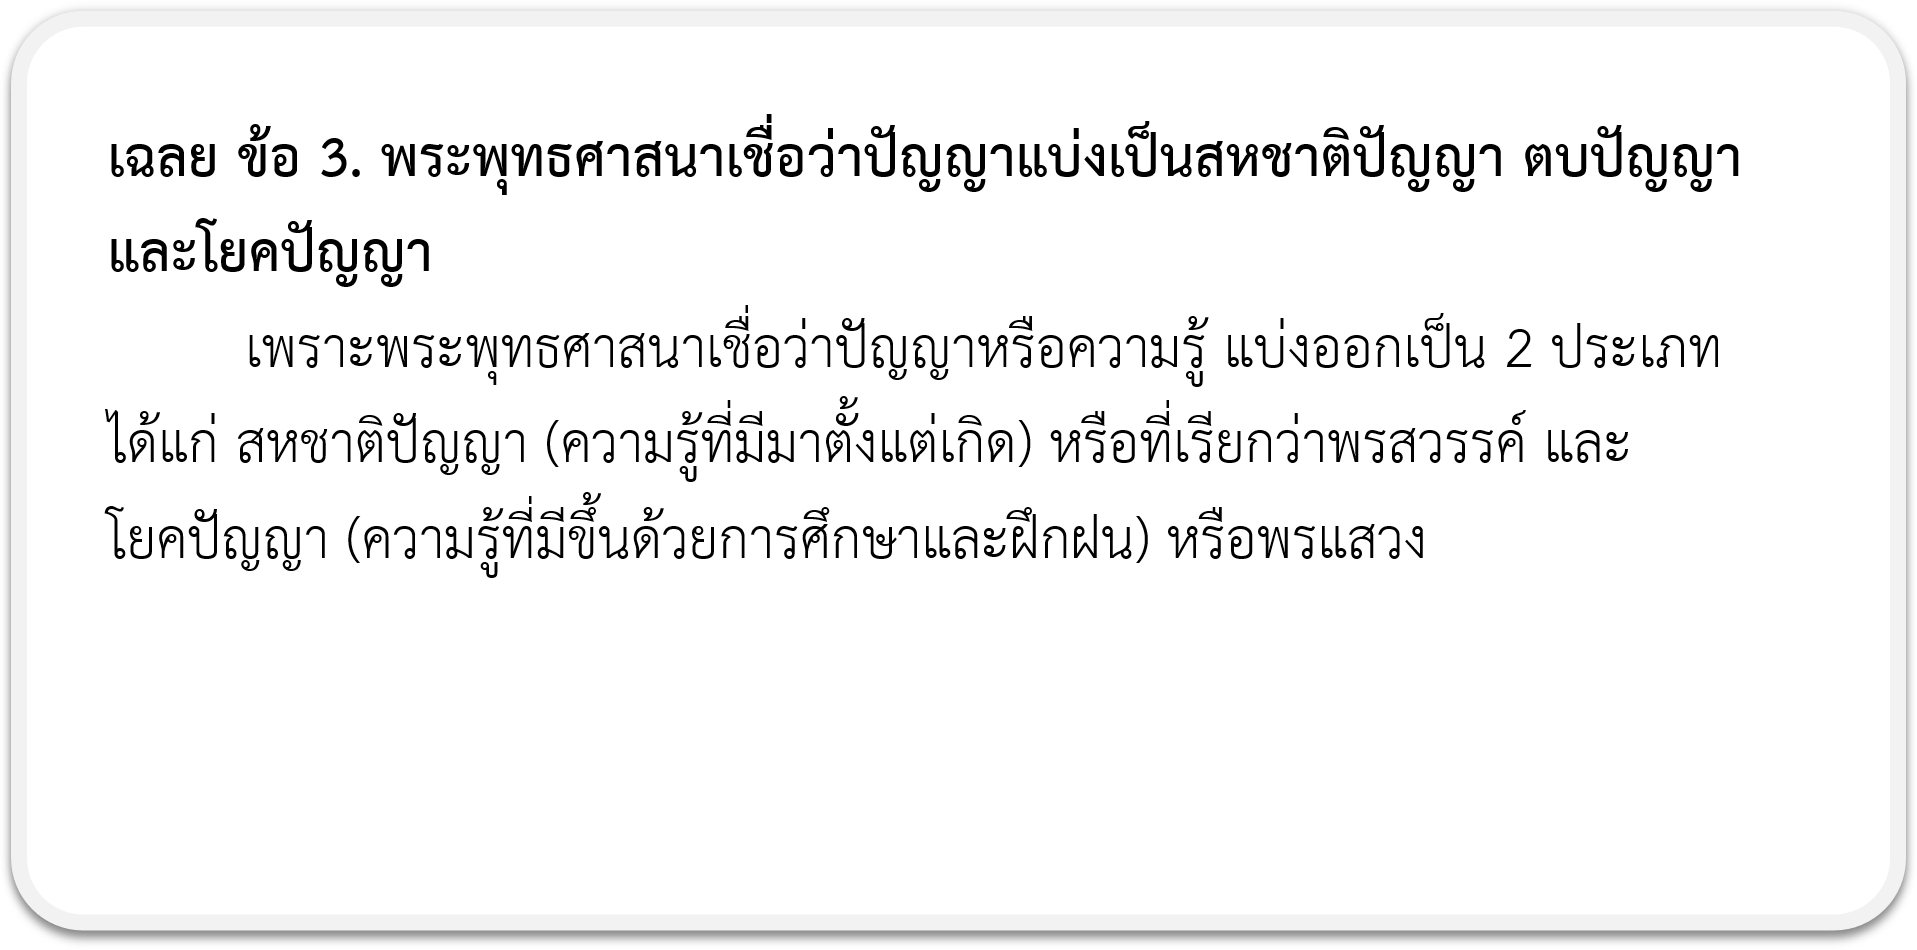 เฉลย ข้อ 3. พระพุทธศาสนาเชื่อว่าปัญญาแบ่งเป็นสหชาติปัญญา ตบปัญญา
และโยคปัญญา
เพราะพระพุทธศาสนาเชื่อว่าปัญญาหรือความรู้ แบ่งออกเป็น 2 ประเภท
ได้แก่ สหชาติปัญญา (ความรู้ที่มีมาตั้งแต่เกิด) หรือที่เรียกว่าพรสวรรค์ และ
โยคปัญญา (ความรู้ที่มีขึ้นด้วยการศึกษาและฝึกฝน) หรือพรแสวง